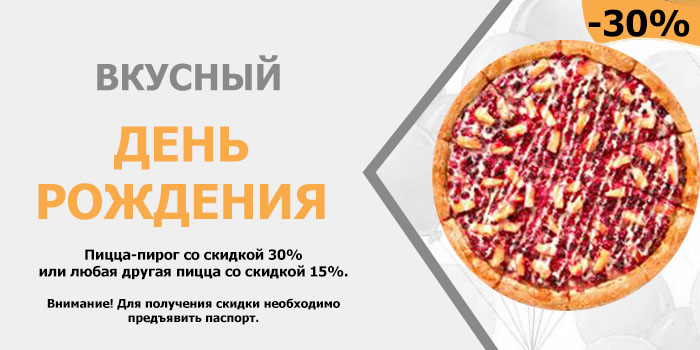 -30%
ВКУСНЫЙ
ДЕНЬ
РОЖДЕНИЯ
Пицца-пирог со скидкой 30%
или любая другая пицца со скидкой 15%.
Внимание! Для получения скидки необходимо
предъявить паспорт.